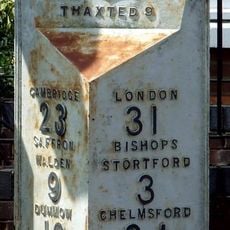 THAXTED 9
CAMBRIDGE
23
SAFFRON
WALDEN
9
DUNMOW
LONDON
31
BISHOPS
STORTFORD
3
CHELMSFORD